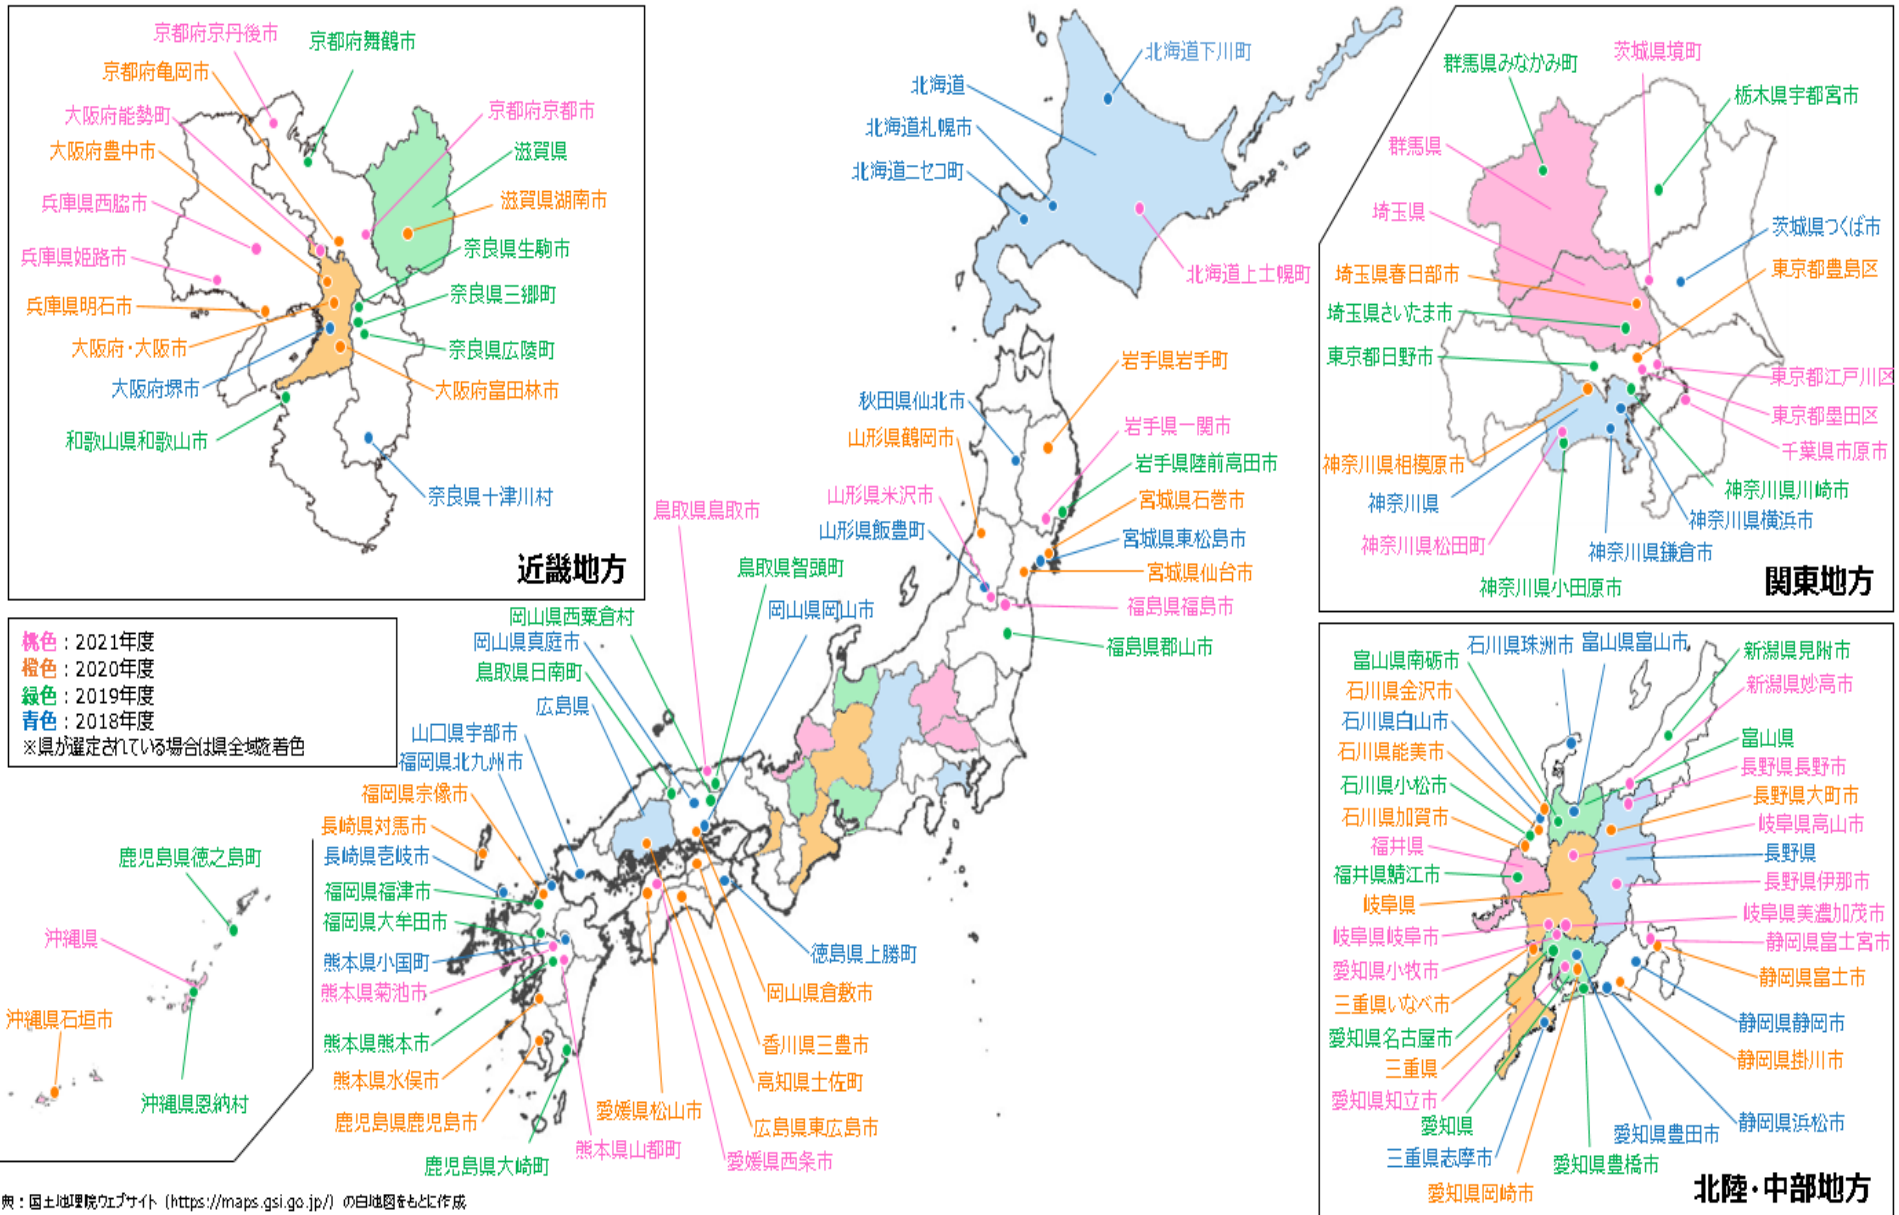 京都府京丹後市
京都府舞鶴市
京都府亀岡市
大阪府能勢町
京都府京都市
大阪府豊中市
滋賀県
兵庫県西脇市
滋賀県湖南市
奈良県生駒市
兵庫県姫路市
奈良県三郷町
兵庫県明石市
大阪府・大阪市
奈良県広陵町
大阪府堺市
大阪府富田林市
和歌山県和歌山市
奈良県十津川村
近畿地方
桃色：2021年度
橙色：2020年度
緑色：2019年度
青色：2018年度
※県が選定されている場合は県全域を着色
北海道下川町
北海道
北海道札幌市
北海道ニセコ町
北海道上士幌町
岩手県岩手町
秋田県仙北市
岩手県一関市
山形県鶴岡市
岩手県陸前高田市
山形県米沢市
宮城県石巻市
山形県飯豊町
宮城県東松島市
宮城県仙台市
福島県福島市
福島県郡山市
鳥取県鳥取市
鳥取県智頭町
岡山県西粟倉村
岡山県岡山市
岡山県真庭市
鳥取県日南町
広島県
山口県宇部市
福岡県北九州市
福岡県宗像市
長崎県対馬市
長崎県壱岐市
福岡県福津市
福岡県大牟田市
熊本県小国町
熊本県菊池市
熊本県熊本市
熊本県水俣市
鹿児島県鹿児島市
鹿児島県大崎町
熊本県山都町
愛媛県松山市
愛媛県西条市
広島県東広島市
高知県土佐町
香川県三豊市
岡山県倉敷市
徳島県上勝町
鹿児島県徳之島町
沖縄県
沖縄県石垣市
沖縄県恩納村
茨城県境町
群馬県みなかみ町
栃木県宇都宮市
群馬県
埼玉県
茨城県つくば市
埼玉県春日部市
東京都豊島区
埼玉県さいたま市
東京都日野市
東京都江戸川区
東京都墨田区
千葉県市原市
神奈川県相模原市
神奈川県川崎市
神奈川県
神奈川県横浜市
神奈川県松田町
神奈川県鎌倉市
神奈川県小田原市
関東地方
石川県珠洲市
富山県富山市
新潟県見附市
富山県南砺市
新潟県妙高市
石川県金沢市
石川県白山市
富山県
石川県能美市
長野県長野市
石川県小松市
長野県大町市
石川県加賀市
岐阜県高山市
福井県
長野県
福井県鯖江市
長野県伊那市
岐阜県
岐阜県美濃加茂市
岐阜県岐阜市
静岡県富士宮市
愛知県小牧市
静岡県富士市
三重県いなべ市
静岡県静岡市
愛知県名古屋市
静岡県掛川市
三重県
愛知県知立市
愛知県
静岡県浜松市
愛知県豊田市
三重県志摩市
愛知県豊橋市
愛知県岡崎市
北陸・中部地方
典：国土地理院ウェブサイト（https://maps.gsi.go.jp/）の白地図をもとに作成